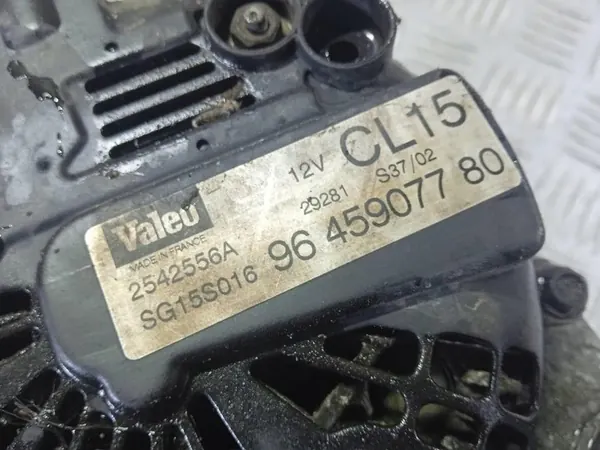 Valeo
MADE IN FRANCE
12V CL15
29281 S37/02
2542556A
SG15S016 96 459077 80